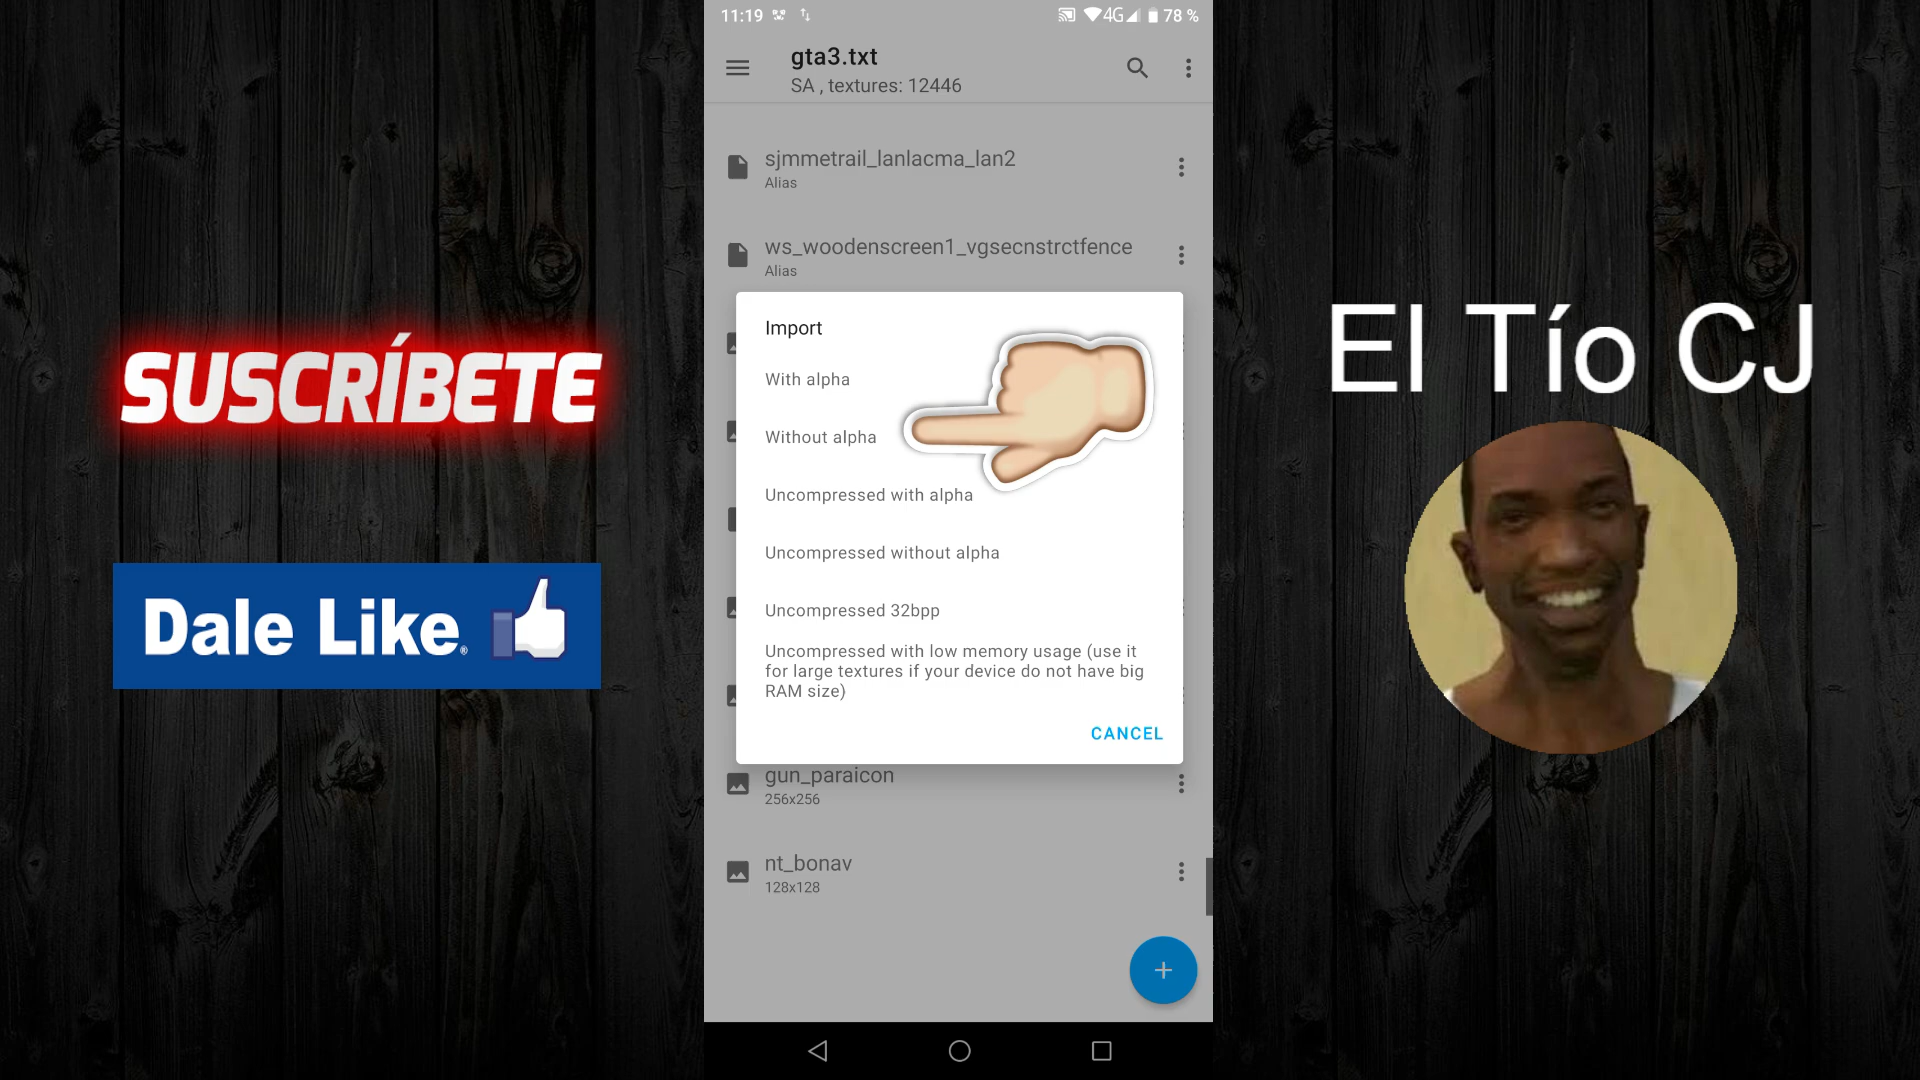 11:19
4G
78 %
gta3.txt
SA , textures: 12446
sjmmetrail_lanlacma_lan2
Alias
ws_woodenscreen1_vgsecnstrctfence
Alias
Import
With alpha
Without alpha
Uncompressed with alpha
Uncompressed without alpha
Uncompressed 32bpp
Uncompressed with low memory usage (use it
for large textures if your device do not have big
RAM size)
CANCEL
gun_paraicon
256x256
nt_bonav
128x128
SUSCRÍBETE
Dale Like®
El Tío CJ